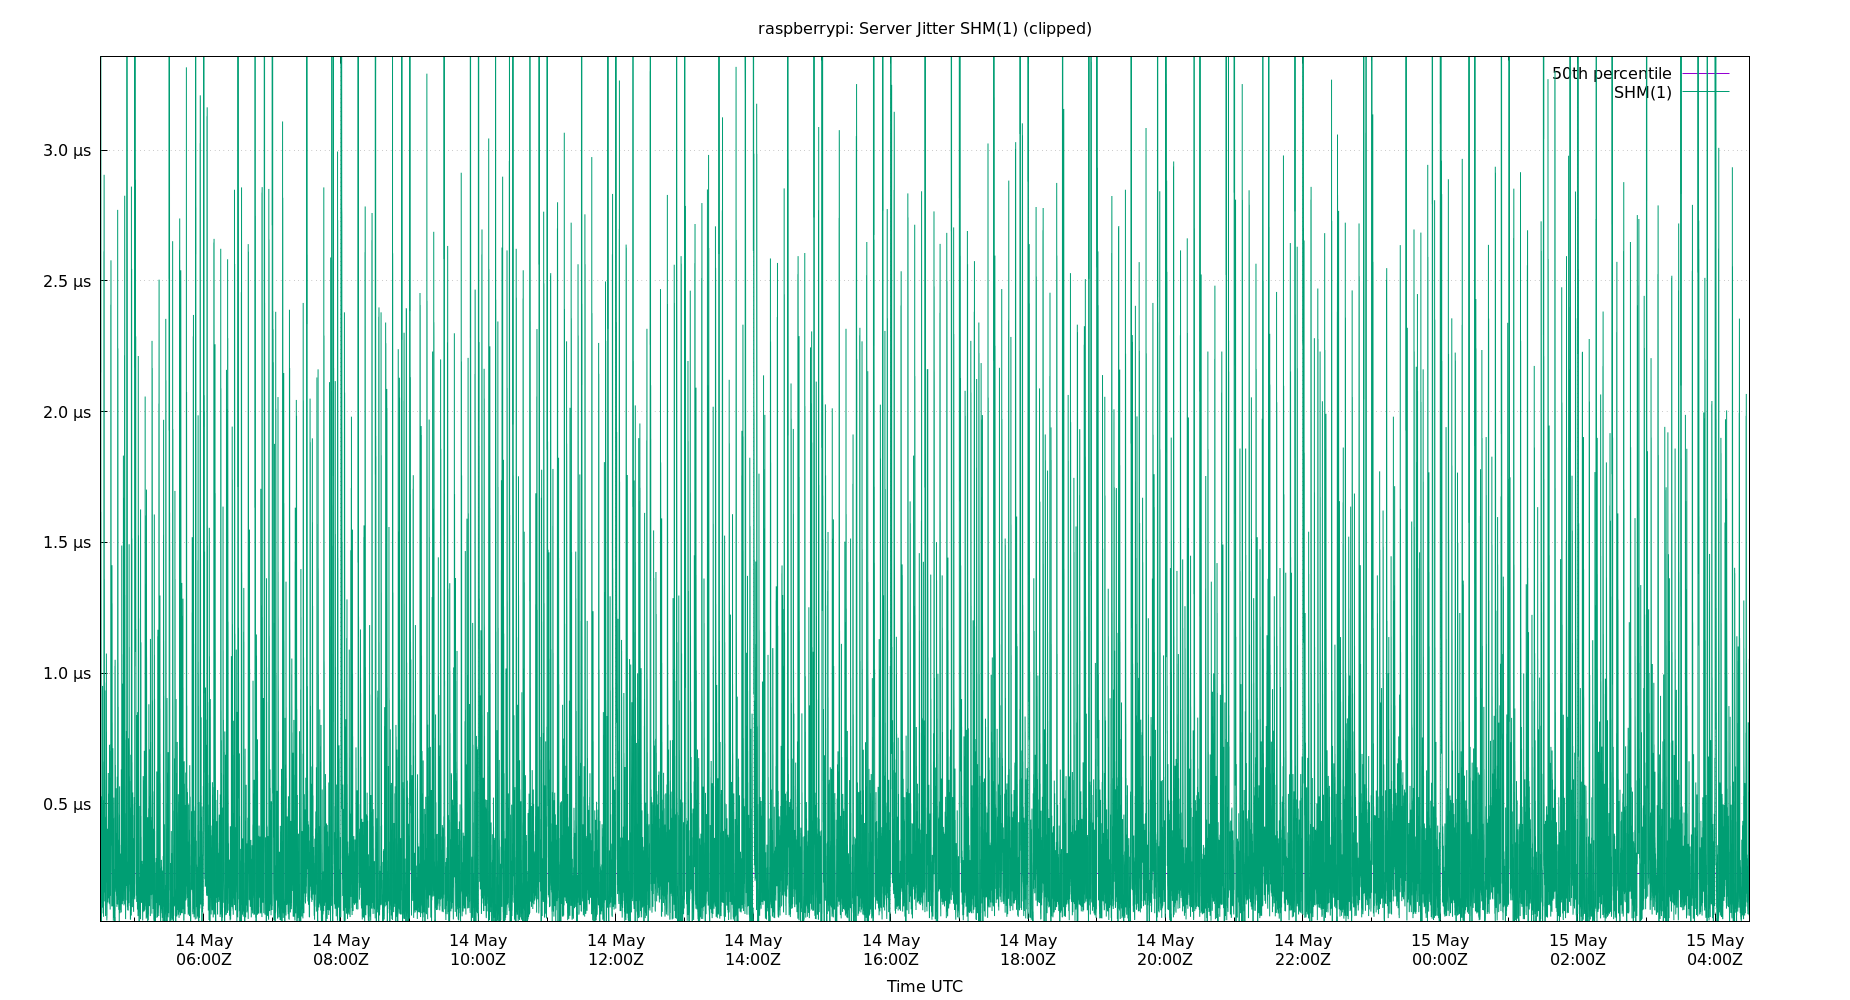 raspberrypi: Server Jitter SHM(1) (clipped)
50th percentile
SHM(1)
3.0 µs
2.5 µs
2.0 µs
1.5 µs
1.0 µs
0.5 µs
14 May 14 May 14 May 14 May 14 May 14 May 14 May 14 May 14 May 15 May 15 May 15 May
06:00Z 08:00Z 10:00Z 12:00Z 14:00Z 16:00Z 18:00Z 20:00Z 22:00Z 00:00Z 02:00Z 04:00Z
Time UTC